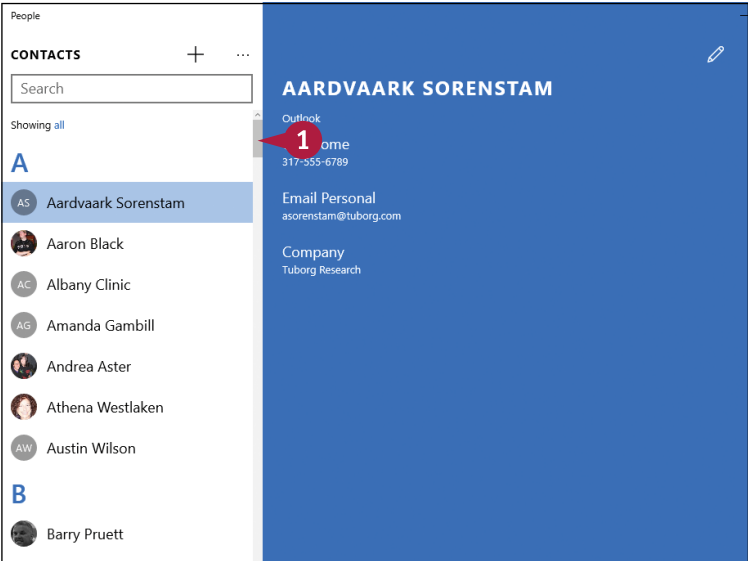 People
CONTACTS
Search
Showing all
A
AS Aardvaark Sorenstam
Aaron Black
AC Albany Clinic
AG Amanda Gambill
Andrea Aster
Athena Westlaken
AW Austin Wilson
B
Barry Pruett
1
AARDVAARK SORENSTAM
Outlook
ome
317-555-6789
Email Personal
asorenstam@tuborg.com
Company
Tuborg Research